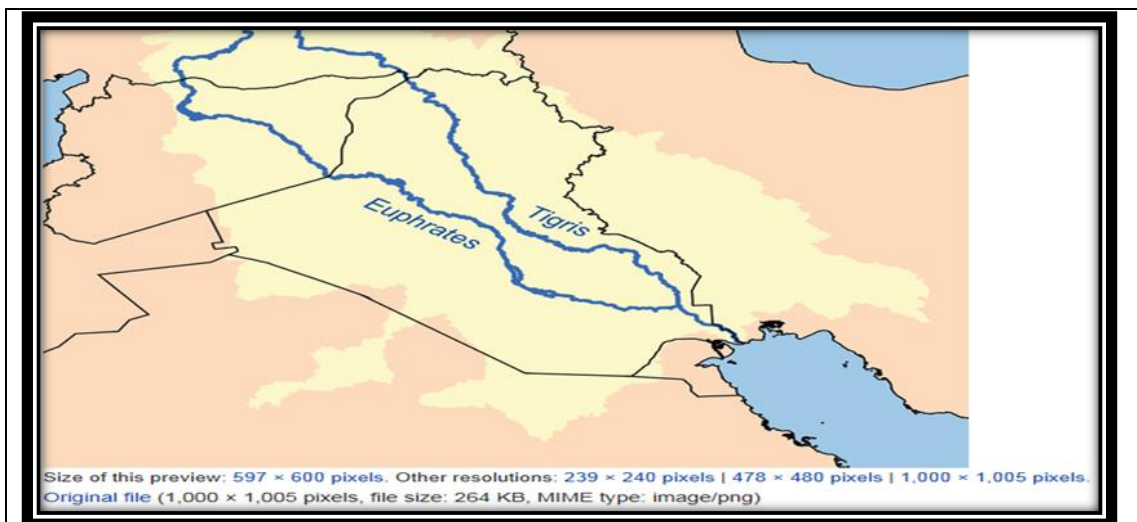 Tigris
Euphrates
Size of this preview: 597 × 600 pixels. Other resolutions: 239 × 240 pixels | 478 × 480 pixels | 1,000 × 1,005 pixels.
Original file (1,000 × 1,005 pixels, file size: 264 KB, MIME type: image/png)